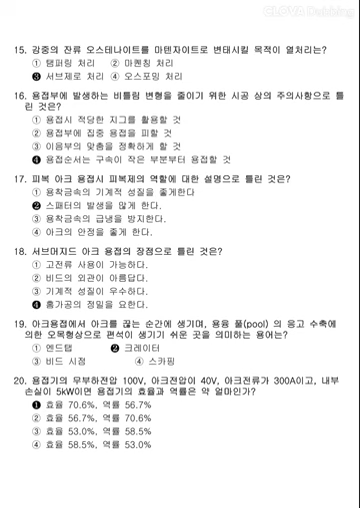 CLOVA Dubbing
15. 강중의 잔류 오스테나이트를 마텐자이트로 변태시킬 목적이 열처리는?
① 탬퍼링 처리 ② 마퀜칭 처리
❸ 서브제로 처리 ④ 오스포밍 처리
16. 용접부에 발생하는 비틀림 변형을 줄이기 위한 시공 상의 주의사항으로 틀
린 것은?
① 용접시 적당한 지그를 활용할 것
② 용접부에 집중 용접을 피할 것
③ 이음부의 맞춤을 정확하게 할 것
❹ 용접순서는 구속이 작은 부분부터 용접할 것
17. 피복 아크 용접시 피복제의 역할에 대한 설명으로 틀린 것은?
① 용착금속의 기계적 성질을 좋게한다
❷ 스패터의 발생을 많게 한다.
③ 용착금속의 급냉을 방지한다.
④ 아크의 안정을 좋게 한다.
18. 서브머지드 아크 용접의 장점으로 틀린 것은?
① 고전류 사용이 가능하다.
② 비드의 외관이 아름답다.
③ 기계적 성질이 우수하다.
❹ 홈가공의 정밀을 요한다.
19. 아크용접에서 아크를 끊는 순간에 생기며, 용융 풀(pool) 의 응고 수축에
의한 오목형상으로 편석이 생기기 쉬운 곳을 의미하는 용어는?
① 엔드탭 ❷ 크레이터
③ 비드 시점 ④ 스카핑
20. 용접기의 무부하전압 100V, 아크전압이 40V, 아크전류가 300A이고, 내부
손실이 5kW이면 용접기의 효율과 역률은 약 얼마인가?
❶ 효율 70.6%, 역률 56.7%
② 효율 56.7%, 역률 70.6%
③ 효율 53.0%, 역률 58.5%
④ 효율 58.5%, 역률 53.0%